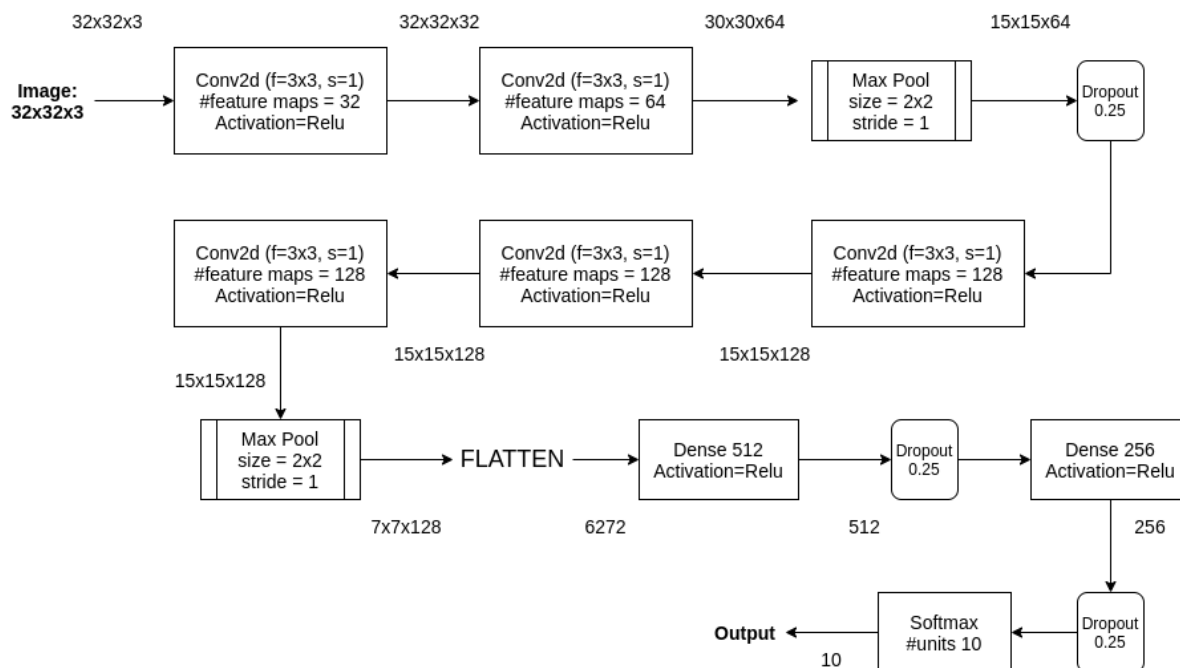 32x32x3
32x32x32
30x30x64
15x15x64
Image:
32x32x3
Conv2d (f=3x3, s=1)
#feature maps = 32
Activation=Relu
Conv2d (f=3x3, s=1)
#feature maps = 64
Activation=Relu
Max Pool
size = 2x2
stride = 1
Dropout
0.25
Conv2d (f=3x3, s=1)
#feature maps = 128
Activation=Relu
Conv2d (f=3x3, s=1)
#feature maps = 128
Activation=Relu
Conv2d (f=3x3, s=1)
#feature maps = 128
Activation=Relu
15x15x128
15x15x128
15x15x128
Max Pool
size = 2x2
stride = 1
FLATTEN
Dense 512
Activation=Relu
Dropout
0.25
Dense 256
Activation=Relu
7x7x128
6272
512
256
Output
Softmax
#units 10
Dropout
0.25
10